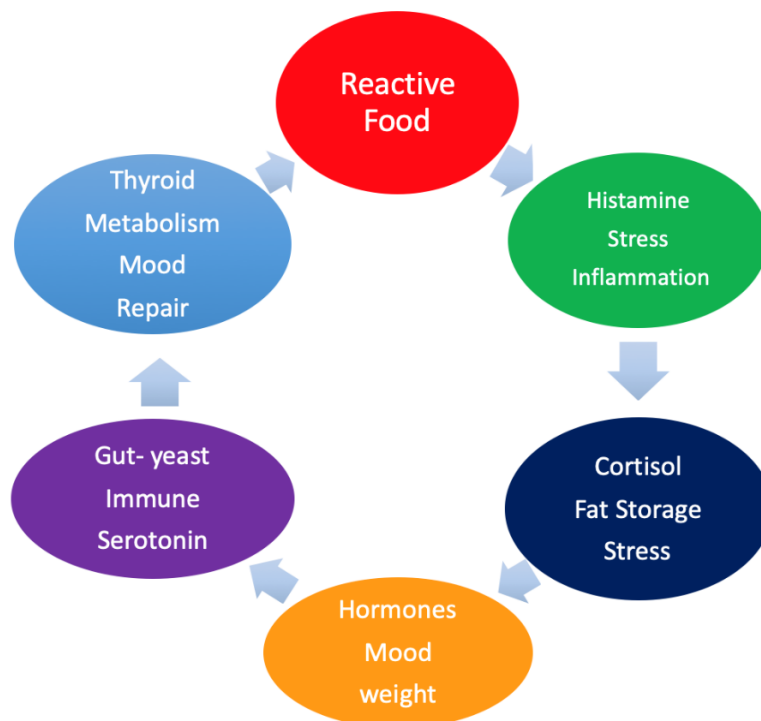 Reactive
Food
Histamine
Stress
Inflammation
Cortisol
Fat Storage
Stress
Hormones
Mood
weight
Gut- yeast
Immune
Serotonin
Thyroid
Metabolism
Mood
Repair